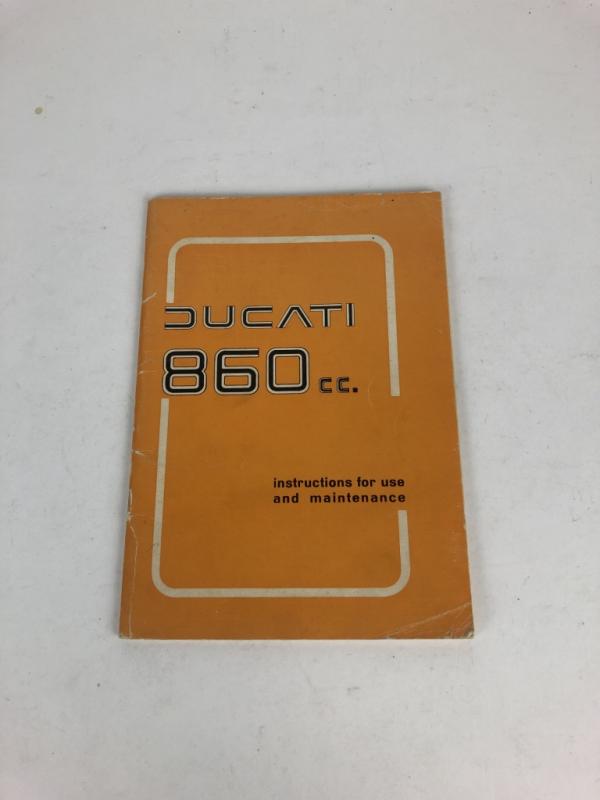 DUCATI
860 cc.
instructions for use
and maintenance